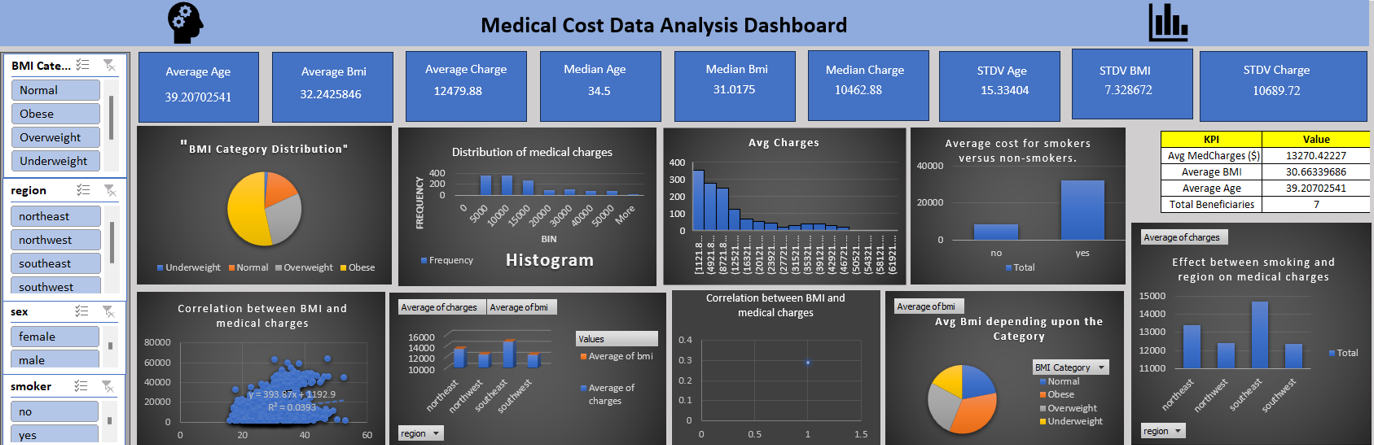 Medical Cost Data Analysis Dashboard
BMI Cate...
Normal
Obese
Overweight
Underweight
region
northeast
northwest
southeast
southwest
sex
female
male
smoker
no
yes
Average Age
39.20702541
Average Bmi
32.2425846
Average Charge
12479.88
Median Age
34.5
Median Bmi
31.0175
Median Charge
10462.88
STDV Age
15.33404
STDV BMI
7.328672
STDV Charge
10689.72
"BMI Category Distribution"
Underweight Normal Overweight Obese
Distribution of medical charges
FREQUENCY
400
200
0
0 5000 10000 15000 20000 30000 40000 50000 More
BIN
Frequency
Histogram
Avg Charges
400
300
200
100
0
[1121.8… (4921.8… (8721.8… (12521… (16321… (20121… (23921… (27721… (31521… (35321… (39121… (42921… (46721… (50521… (54321… (58121… (61921…
Average cost for smokers
versus non-smokers.
40000
20000
0
no yes
Total
KPI Value
Avg MedCharges ($) 13270.42227
Average BMI 30.66339686
Average Age 39.20702541
Total Beneficiaries 7
Correlation between BMI and
medical charges
80000
60000
40000
20000
0
y = 393.87x + 1192.9
R² = 0.0393
0 20 40 60
Average of charges Average of bmi
16000
14000
12000
10000
northeast northwest southeast southwest
Values
Average of bmi
Average of
charges
region
Correlation between BMI and
medical charges
0.4
0.3
0.2
0.1
0
0 0.5 1 1.5
Average of bmi
Avg Bmi depending upon the
Category
BMI Category
Normal
Obese
Overweight
Underweight
Average of charges
Effect between smoking and
region on medical charges
15000
14000
13000
12000
11000
northeast northwest southeast southwest
Total
region